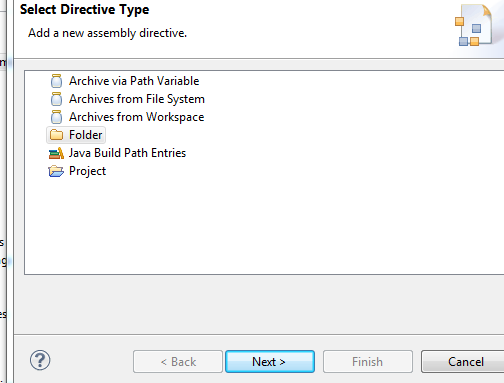 Select Directive Type
Add a new assembly directive.
Archive via Path Variable
Archives from File System
Archives from Workspace
Folder
Java Build Path Entries
Project
?
< Back
Next >
Finish
Cancel